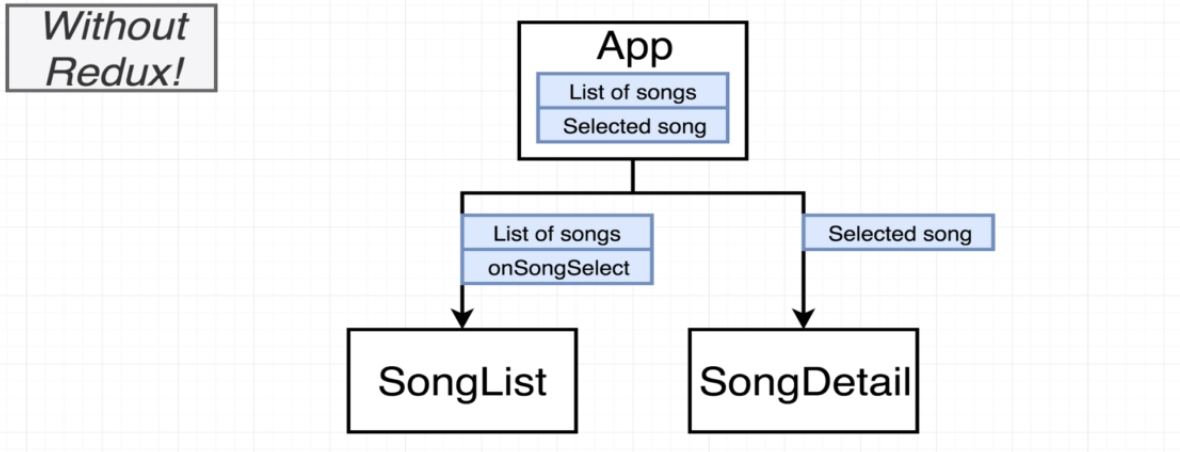 Without
Redux!
App
List of songs
Selected song
List of songs
onSongSelect
Selected song
SongList
SongDetail